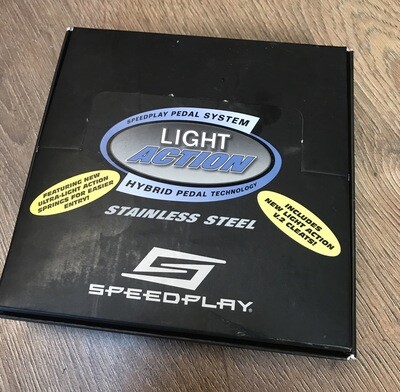 SPEEDPLAY PEDAL SYSTEM
LIGHT
ACTION
HYBRID PEDAL TECHNOLOGY
FEATURING NEW
ULTRA-LIGHT ACTION
SPRINGS FOR EASIER
ENTRY!
STAINLESS STEEL
INCLUDES
NEW LIGHT ACTION
V.2 CLEATS!
SPEEDPLAY®